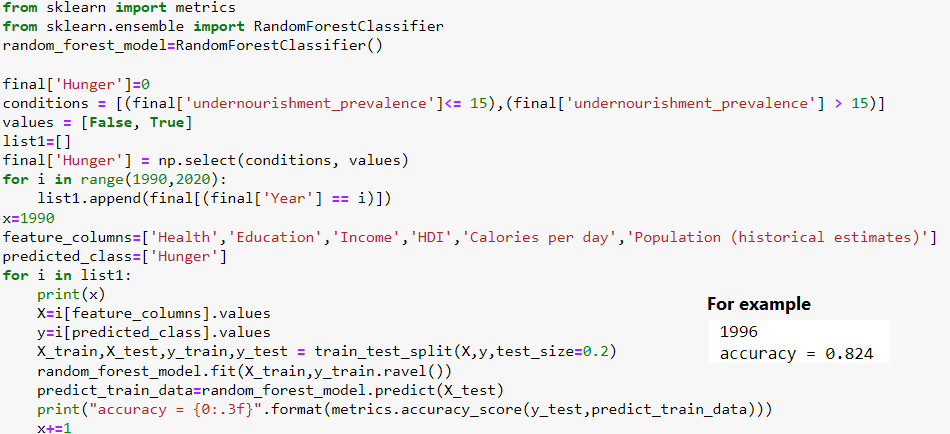 from sklearn import metrics
from sklearn.ensemble import RandomForestClassifier
random_forest_model=RandomForestClassifier()
final['Hunger']=0
conditions = [(final['undernourishment_prevalence']<= 15),(final['undernourishment_prevalence'] > 15)]
values = [False, True]
list1=[]
final['Hunger'] = np.select(conditions, values)
for i in range(1990,2020):
    list1.append(final[(final['Year'] == i)])
x=1990
feature_columns=['Health','Education','Income','HDI','Calories per day','Population (historical estimates)']
predicted_class=['Hunger']
for i in list1:
    print(x)
    X=i[feature_columns].values
    y=i[predicted_class].values
    X_train,X_test,y_train,y_test = train_test_split(X,y,test_size=0.2)
    random_forest_model.fit(X_train,y_train.ravel())
    predict_train_data=random_forest_model.predict(X_test)
    print("accuracy = {0:.3f}".format(metrics.accuracy_score(y_test,predict_train_data)))
    x+=1
For example
1996
accuracy = 0.824